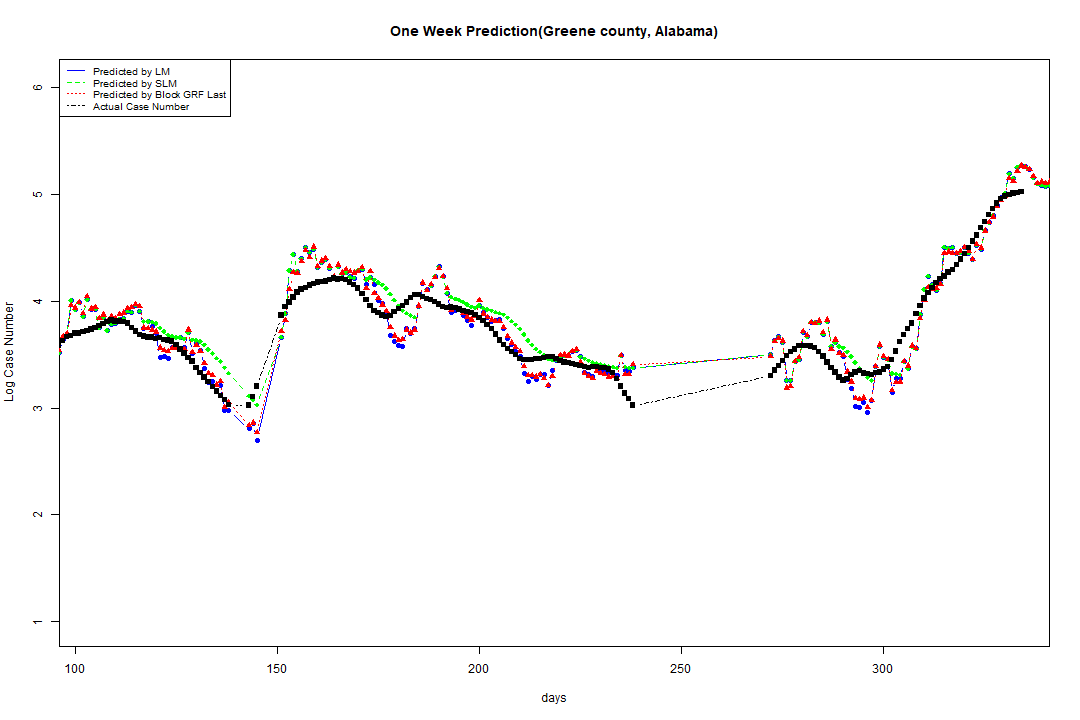 One Week Prediction(Greene county, Alabama)
Predicted by LM
Predicted by SLM
Predicted by Block GRF Last
Actual Case Number
6
5
4
3
2
1
Log Case Number
100 150 200 250 300
days